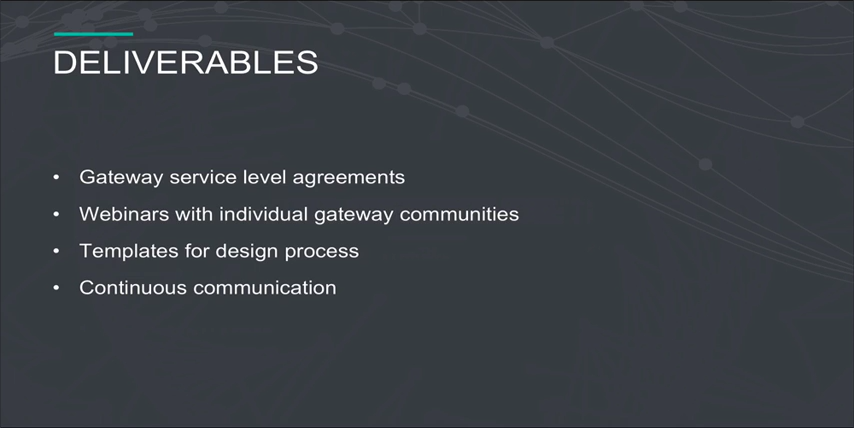 DELIVERABLES
• Gateway service level agreements
• Webinars with individual gateway communities
• Templates for design process
• Continuous communication